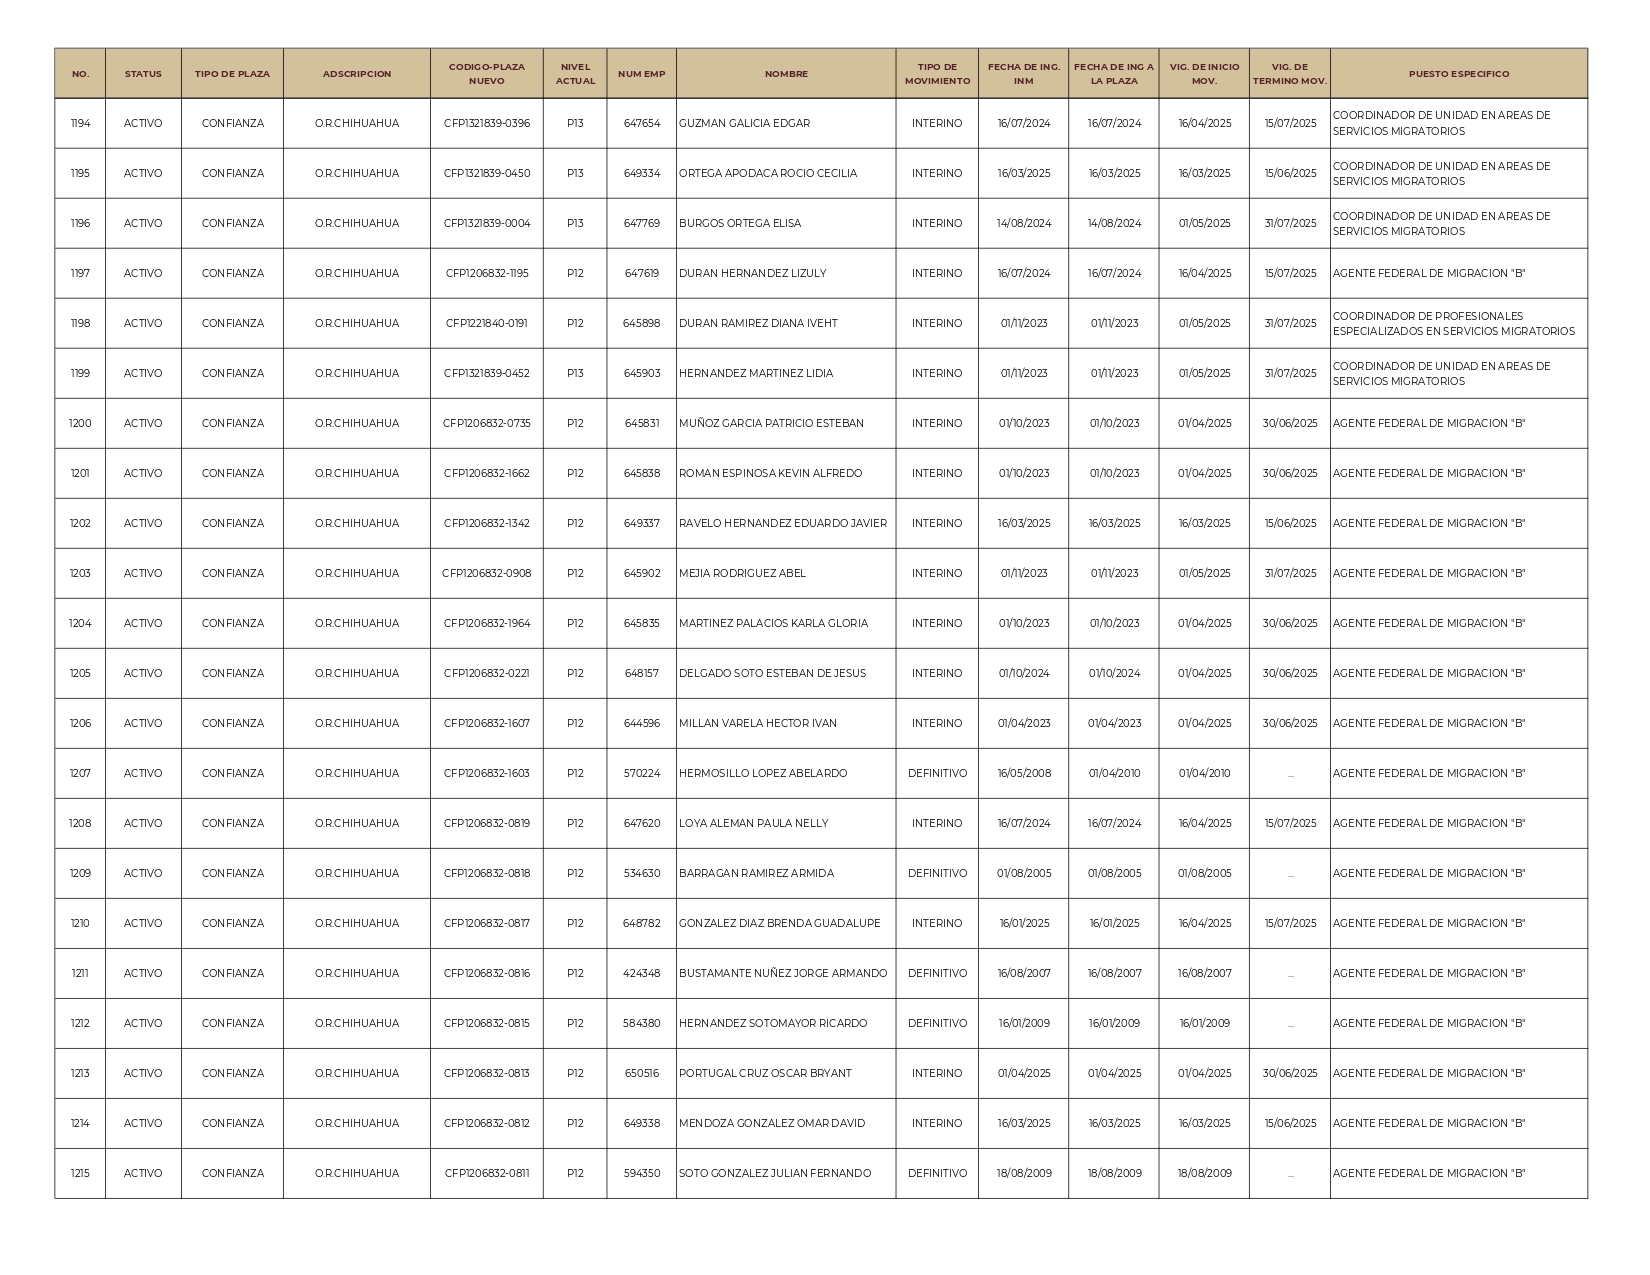 NO. STATUS TIPO DE PLAZA ADSCRIPCION CODIGO-PLAZA NUEVO NIVEL ACTUAL NUM EMP NOMBRE TIPO DE MOVIMIENTO FECHA DE ING. INM FECHA DE ING A LA PLAZA VIG. DE INICIO MOV. VIG. DE TERMINO MOV. PUESTO ESPECIFICO
1194 ACTIVO CONFIANZA O.R.CHIHUAHUA CFP1321839-0396 P13 647654 GUZMAN GALICIA EDGAR INTERINO 16/07/2024 16/07/2024 16/04/2025 15/07/2025 COORDINADOR DE UNIDAD EN AREAS DE SERVICIOS MIGRATORIOS
1195 ACTIVO CONFIANZA O.R.CHIHUAHUA CFP1321839-0450 P13 649334 ORTEGA APODACA ROCIO CECILIA INTERINO 16/03/2025 16/03/2025 16/03/2025 15/06/2025 COORDINADOR DE UNIDAD EN AREAS DE SERVICIOS MIGRATORIOS
1196 ACTIVO CONFIANZA O.R.CHIHUAHUA CFP1321839-0004 P13 647769 BURGOS ORTEGA ELISA INTERINO 14/08/2024 14/08/2024 01/05/2025 31/07/2025 COORDINADOR DE UNIDAD EN AREAS DE SERVICIOS MIGRATORIOS
1197 ACTIVO CONFIANZA O.R.CHIHUAHUA CFP1206832-1195 P12 647619 DURAN HERNANDEZ LIZULY INTERINO 16/07/2024 16/07/2024 16/04/2025 15/07/2025 AGENTE FEDERAL DE MIGRACION "B"
1198 ACTIVO CONFIANZA O.R.CHIHUAHUA CFP1221840-0191 P12 645898 DURAN RAMIREZ DIANA IVEHT INTERINO 01/11/2023 01/11/2023 01/05/2025 31/07/2025 COORDINADOR DE PROFESIONALES ESPECIALIZADOS EN SERVICIOS MIGRATORIOS
1199 ACTIVO CONFIANZA O.R.CHIHUAHUA CFP1321839-0452 P13 645903 HERNANDEZ MARTINEZ LIDIA INTERINO 01/11/2023 01/11/2023 01/05/2025 31/07/2025 COORDINADOR DE UNIDAD EN AREAS DE SERVICIOS MIGRATORIOS
1200 ACTIVO CONFIANZA O.R.CHIHUAHUA CFP1206832-0735 P12 645831 MUÑOZ GARCIA PATRICIO ESTEBAN INTERINO 01/10/2023 01/10/2023 01/04/2025 30/06/2025 AGENTE FEDERAL DE MIGRACION "B"
1201 ACTIVO CONFIANZA O.R.CHIHUAHUA CFP1206832-1662 P12 645838 ROMAN ESPINOSA KEVIN ALFREDO INTERINO 01/10/2023 01/10/2023 01/04/2025 30/06/2025 AGENTE FEDERAL DE MIGRACION "B"
1202 ACTIVO CONFIANZA O.R.CHIHUAHUA CFP1206832-1342 P12 649337 RAVELO HERNANDEZ EDUARDO JAVIER INTERINO 16/03/2025 16/03/2025 16/03/2025 15/06/2025 AGENTE FEDERAL DE MIGRACION "B"
1203 ACTIVO CONFIANZA O.R.CHIHUAHUA CFP1206832-0908 P12 645902 MEJIA RODRIGUEZ ABEL INTERINO 01/11/2023 01/11/2023 01/05/2025 31/07/2025 AGENTE FEDERAL DE MIGRACION "B"
1204 ACTIVO CONFIANZA O.R.CHIHUAHUA CFP1206832-1964 P12 645835 MARTINEZ PALACIOS KARLA GLORIA INTERINO 01/10/2023 01/10/2023 01/04/2025 30/06/2025 AGENTE FEDERAL DE MIGRACION "B"
1205 ACTIVO CONFIANZA O.R.CHIHUAHUA CFP1206832-0221 P12 648157 DELGADO SOTO ESTEBAN DE JESUS INTERINO 01/10/2024 01/10/2024 01/04/2025 30/06/2025 AGENTE FEDERAL DE MIGRACION "B"
1206 ACTIVO CONFIANZA O.R.CHIHUAHUA CFP1206832-1607 P12 644596 MILLAN VARELA HECTOR IVAN INTERINO 01/04/2023 01/04/2023 01/04/2025 30/06/2025 AGENTE FEDERAL DE MIGRACION "B"
1207 ACTIVO CONFIANZA O.R.CHIHUAHUA CFP1206832-1603 P12 570224 HERMOSILLO LOPEZ ABELARDO DEFINITIVO 16/05/2008 01/04/2010 01/04/2010 ... AGENTE FEDERAL DE MIGRACION "B"
1208 ACTIVO CONFIANZA O.R.CHIHUAHUA CFP1206832-0819 P12 647620 LOYA ALEMAN PAULA NELLY INTERINO 16/07/2024 16/07/2024 16/04/2025 15/07/2025 AGENTE FEDERAL DE MIGRACION "B"
1209 ACTIVO CONFIANZA O.R.CHIHUAHUA CFP1206832-0818 P12 534630 BARRAGAN RAMIREZ ARMIDA DEFINITIVO 01/08/2005 01/08/2005 01/08/2005 ... AGENTE FEDERAL DE MIGRACION "B"
1210 ACTIVO CONFIANZA O.R.CHIHUAHUA CFP1206832-0817 P12 648782 GONZALEZ DIAZ BRENDA GUADALUPE INTERINO 16/01/2025 16/01/2025 16/04/2025 15/07/2025 AGENTE FEDERAL DE MIGRACION "B"
1211 ACTIVO CONFIANZA O.R.CHIHUAHUA CFP1206832-0816 P12 424348 BUSTAMANTE NUÑEZ JORGE ARMANDO DEFINITIVO 16/08/2007 16/08/2007 16/08/2007 ... AGENTE FEDERAL DE MIGRACION "B"
1212 ACTIVO CONFIANZA O.R.CHIHUAHUA CFP1206832-0815 P12 584380 HERNANDEZ SOTOMAYOR RICARDO DEFINITIVO 16/01/2009 16/01/2009 16/01/2009 ... AGENTE FEDERAL DE MIGRACION "B"
1213 ACTIVO CONFIANZA O.R.CHIHUAHUA CFP1206832-0813 P12 650516 PORTUGAL CRUZ OSCAR BRYANT INTERINO 01/04/2025 01/04/2025 01/04/2025 30/06/2025 AGENTE FEDERAL DE MIGRACION "B"
1214 ACTIVO CONFIANZA O.R.CHIHUAHUA CFP1206832-0812 P12 649338 MENDOZA GONZALEZ OMAR DAVID INTERINO 16/03/2025 16/03/2025 16/03/2025 15/06/2025 AGENTE FEDERAL DE MIGRACION "B"
1215 ACTIVO CONFIANZA O.R.CHIHUAHUA CFP1206832-0811 P12 594350 SOTO GONZALEZ JULIAN FERNANDO DEFINITIVO 18/08/2009 18/08/2009 18/08/2009 ... AGENTE FEDERAL DE MIGRACION "B"